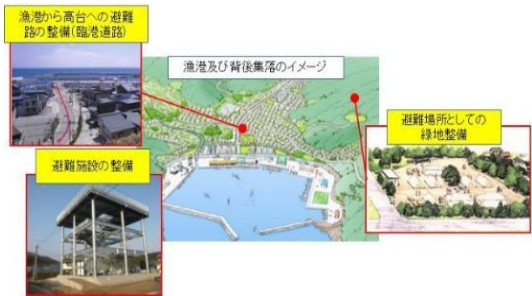 漁港から高台への避難
路の整備(臨港道路)
漁港及び背後集落のイメージ
避難場所としての
緑地整備
避難施設の整備